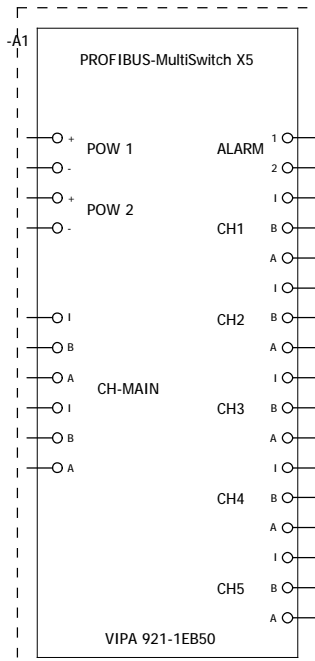 -A1
PROFIBUS-MultiSwitch X5
+
POW 1
-
+
POW 2
-
I
B
A
CH-MAIN
I
B
A
ALARM
1
2
I
CH1
B
A
I
CH2
B
A
I
CH3
B
A
I
CH4
B
A
I
CH5
B
A
VIPA 921-1EB50